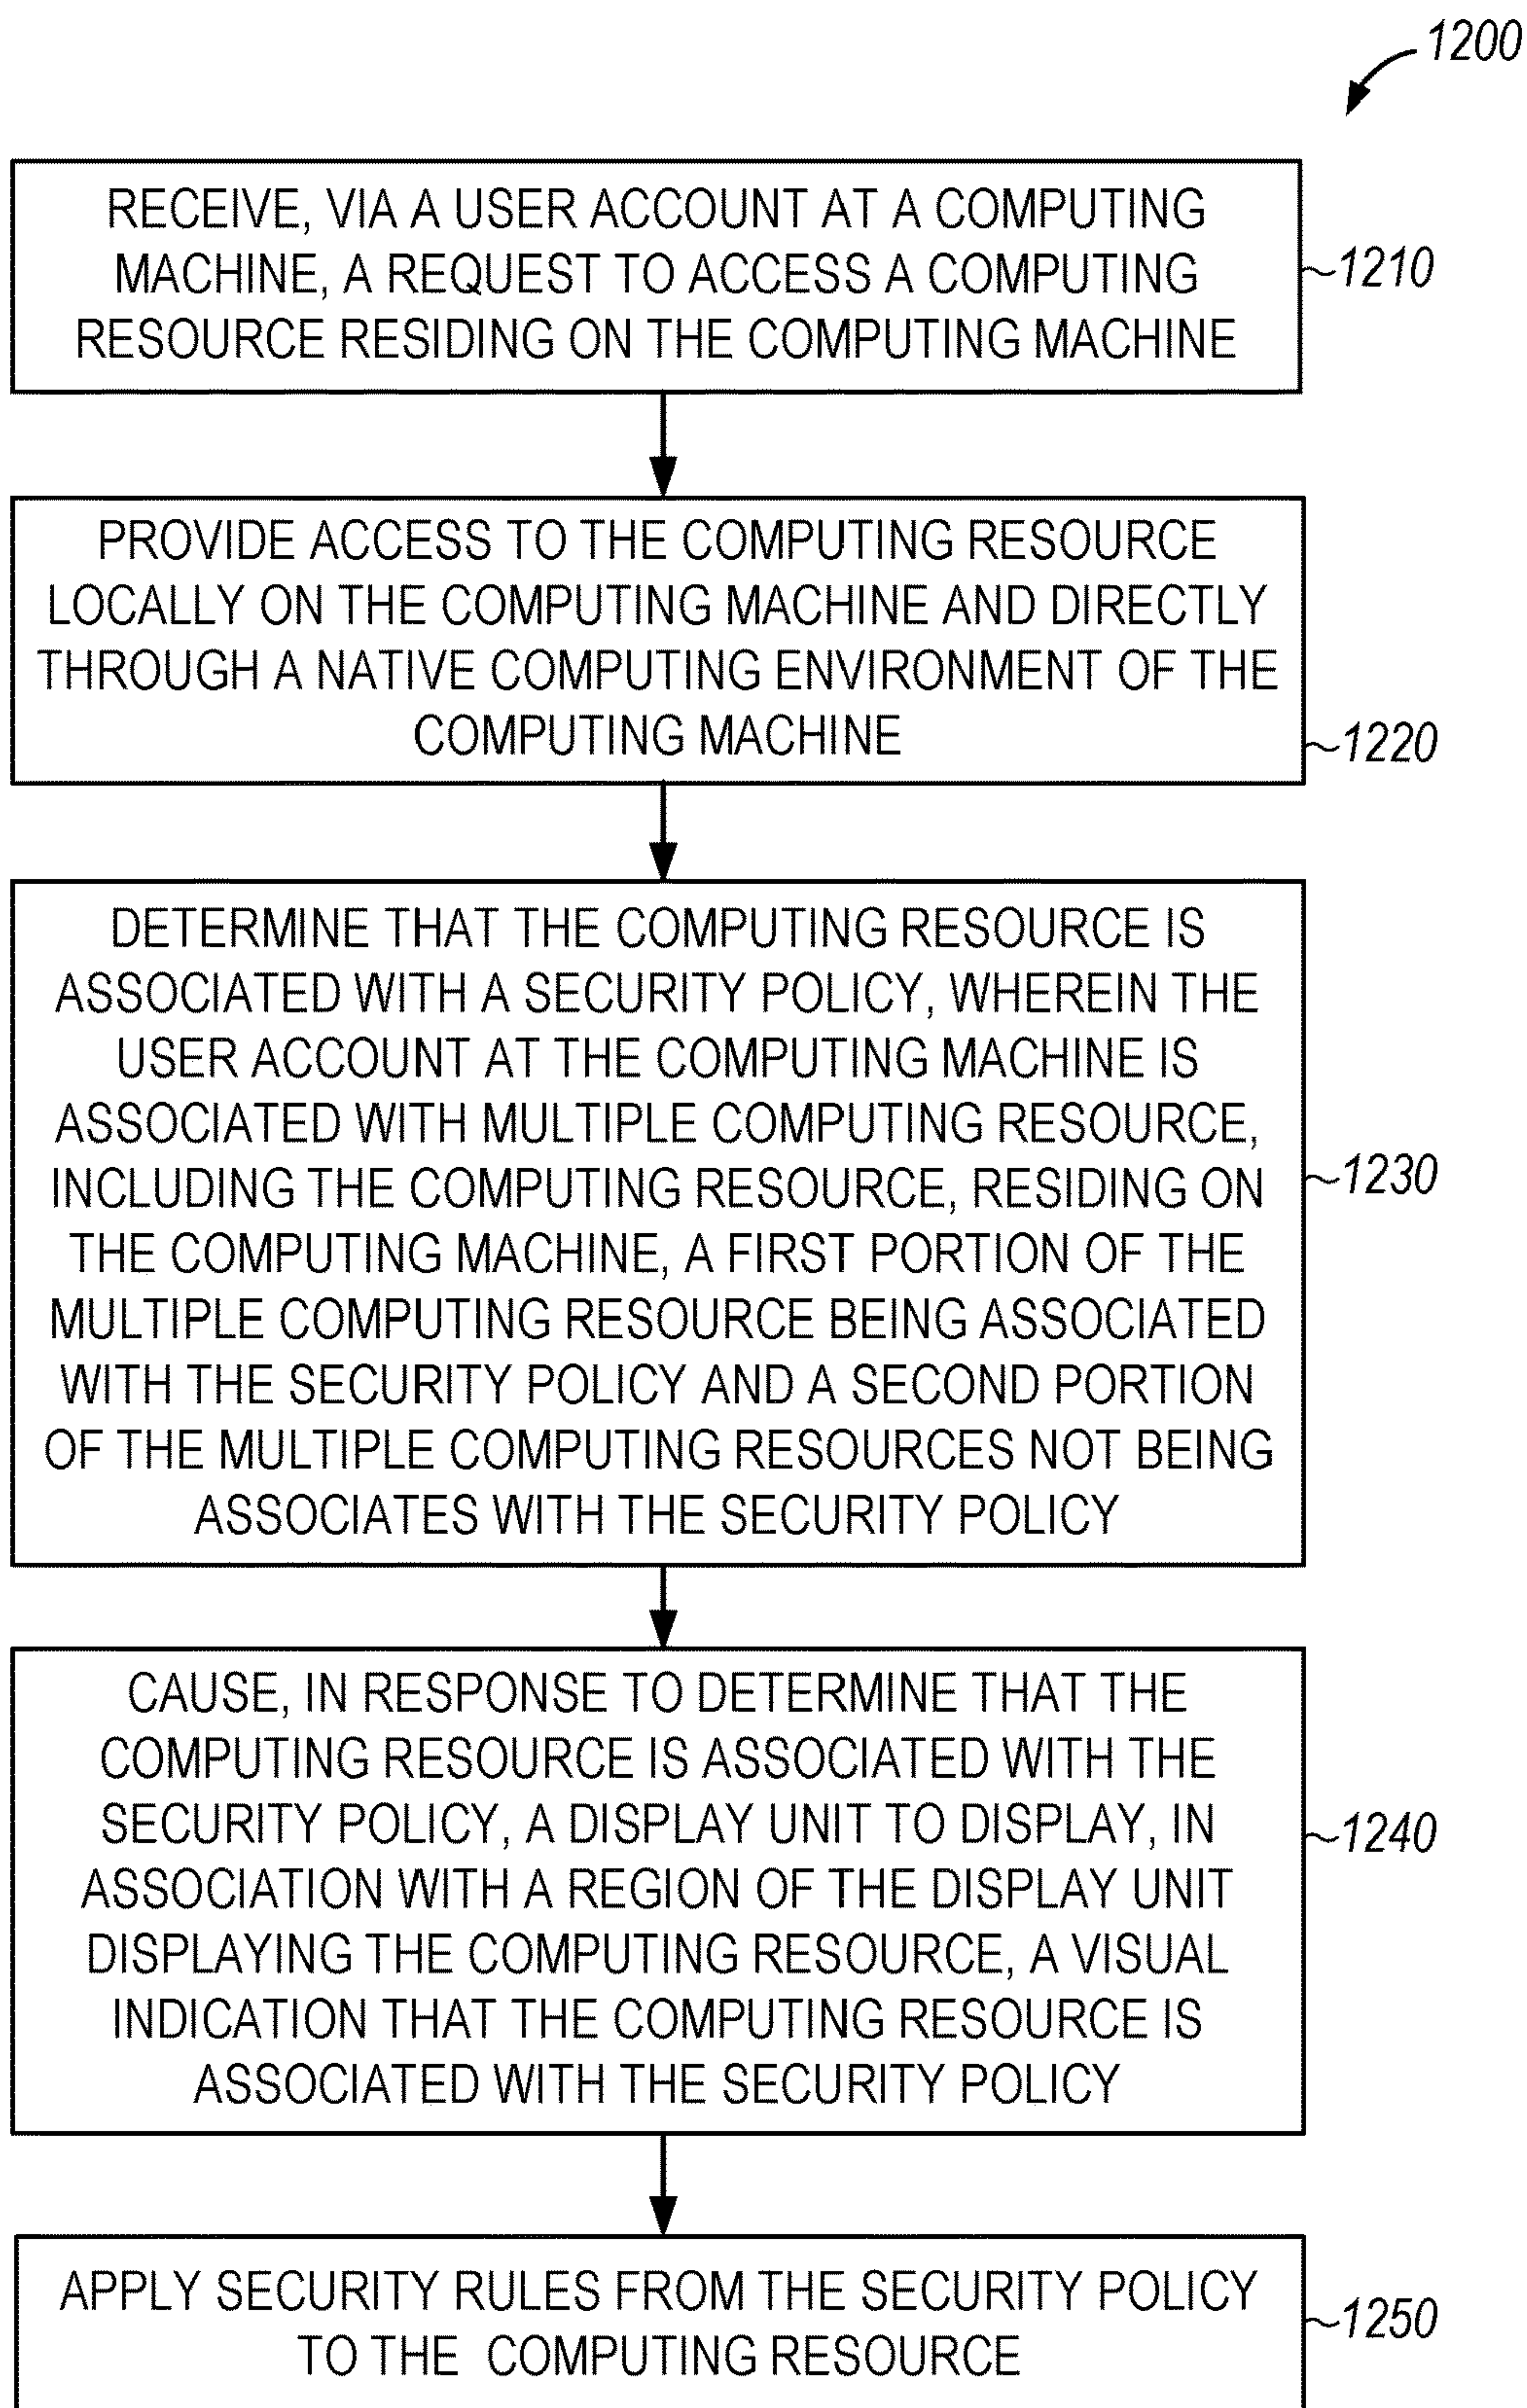 1200
RECEIVE, VIA A USER ACCOUNT AT A COMPUTING
MACHINE, A REQUEST TO ACCESS A COMPUTING
RESOURCE RESIDING ON THE COMPUTING MACHINE
1210
PROVIDE ACCESS TO THE COMPUTING RESOURCE
LOCALLY ON THE COMPUTING MACHINE AND DIRECTLY
THROUGH A NATIVE COMPUTING ENVIRONMENT OF THE
COMPUTING MACHINE
1220
DETERMINE THAT THE COMPUTING RESOURCE IS
ASSOCIATED WITH A SECURITY POLICY, WHEREIN THE
USER ACCOUNT AT THE COMPUTING MACHINE IS
ASSOCIATED WITH MULTIPLE COMPUTING RESOURCE,
INCLUDING THE COMPUTING RESOURCE, RESIDING ON
THE COMPUTING MACHINE, A FIRST PORTION OF THE
MULTIPLE COMPUTING RESOURCE BEING ASSOCIATED
WITH THE SECURITY POLICY AND A SECOND PORTION
OF THE MULTIPLE COMPUTING RESOURCES NOT BEING
ASSOCIATES WITH THE SECURITY POLICY
1230
CAUSE, IN RESPONSE TO DETERMINE THAT THE
COMPUTING RESOURCE IS ASSOCIATED WITH THE
SECURITY POLICY, A DISPLAY UNIT TO DISPLAY, IN
ASSOCIATION WITH A REGION OF THE DISPLAY UNIT
DISPLAYING THE COMPUTING RESOURCE, A VISUAL
INDICATION THAT THE COMPUTING RESOURCE IS
ASSOCIATED WITH THE SECURITY POLICY
1240
APPLY SECURITY RULES FROM THE SECURITY POLICY
TO THE COMPUTING RESOURCE
1250